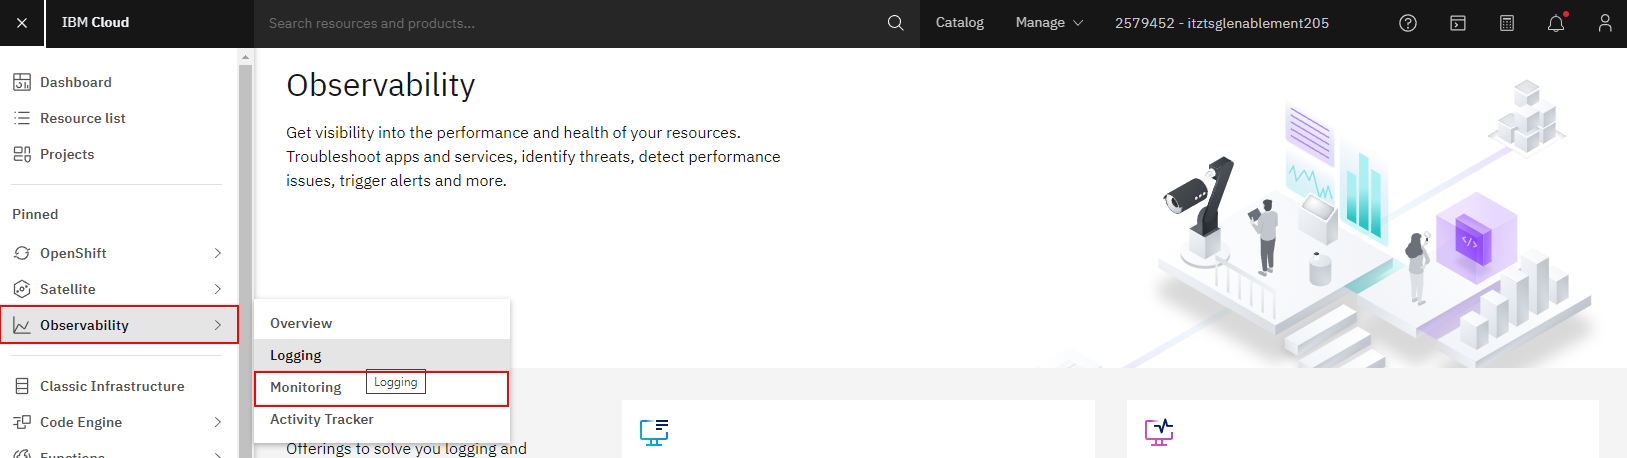 IBM Cloud
Search resources and products...
Catalog
Manage
2579452 - itztsglenablement205
Dashboard
Resource list
Projects
Pinned
OpenShift
Satellite
Observability
Classic Infrastructure
Code Engine
Functions
Overview
Logging
Monitoring
Logging
Activity Tracker
Observability
Get visibility into the performance and health of your resources.
Troubleshoot apps and services, identify threats, detect performance
issues, trigger alerts and more.
Offerings to solve you logging and